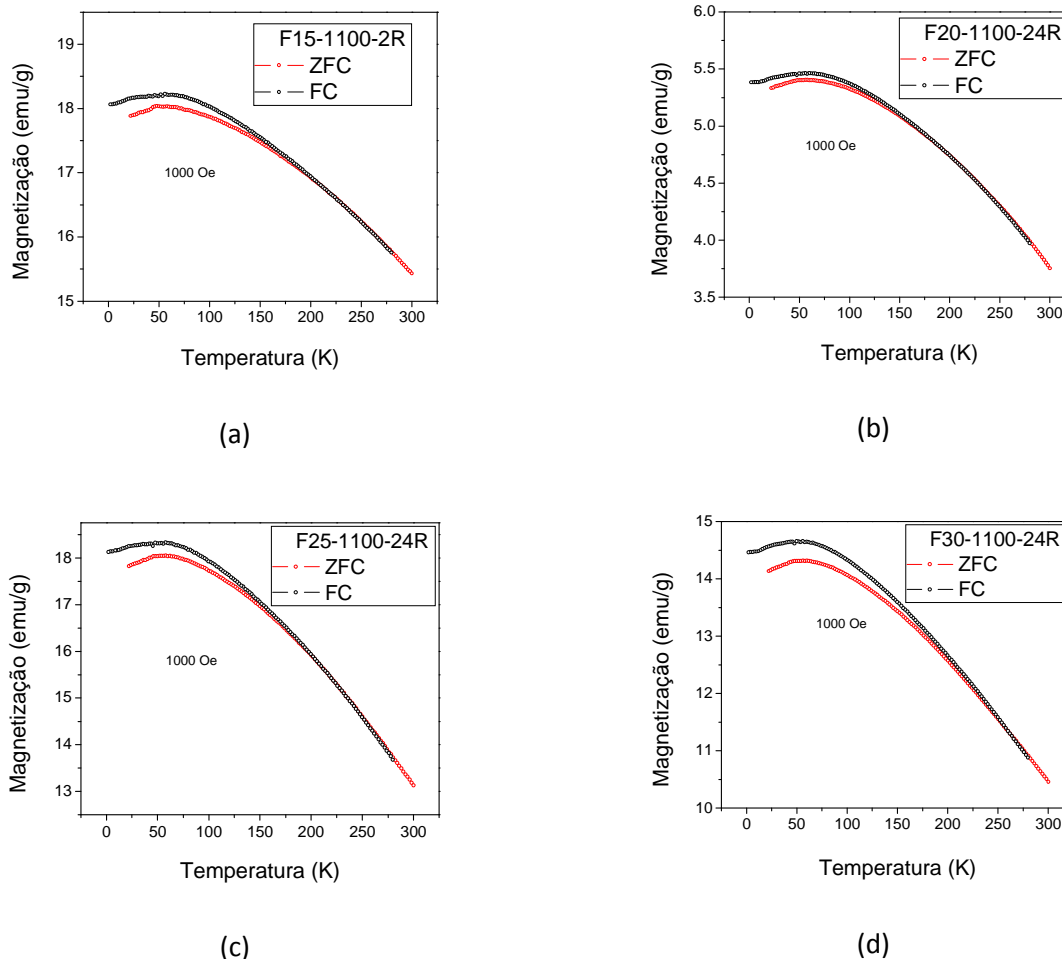 F15-1100-2R
ZFC
FC
1000 Oe
19
18
17
16
15
0 50 100 150 200 250 300
Magnetização (emu/g)
Temperatura (K)
(a)
F20-1100-24R
ZFC
FC
1000 Oe
6.0
5.5
5.0
4.5
4.0
3.5
0 50 100 150 200 250 300
Magnetização (emu/g)
Temperatura (K)
(b)
F25-1100-24R
ZFC
FC
1000 Oe
18
17
16
15
14
13
0 50 100 150 200 250 300
Magnetização (emu/g)
Temperatura (K)
(c)
F30-1100-24R
ZFC
FC
1000 Oe
15
14
13
12
11
10
0 50 100 150 200 250 300
Magnetização (emu/g)
Temperatura (K)
(d)